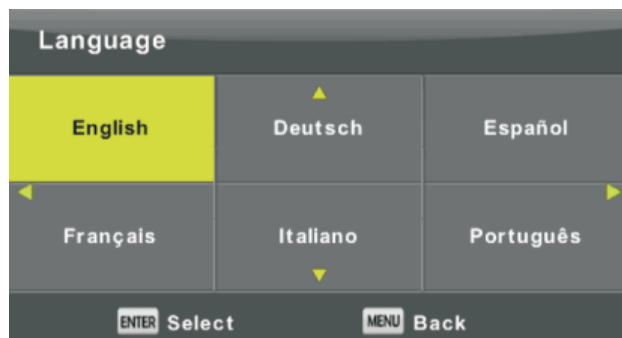 Language
English Deutsch Español
Français Italiano Português
ENTER Select MENU Back